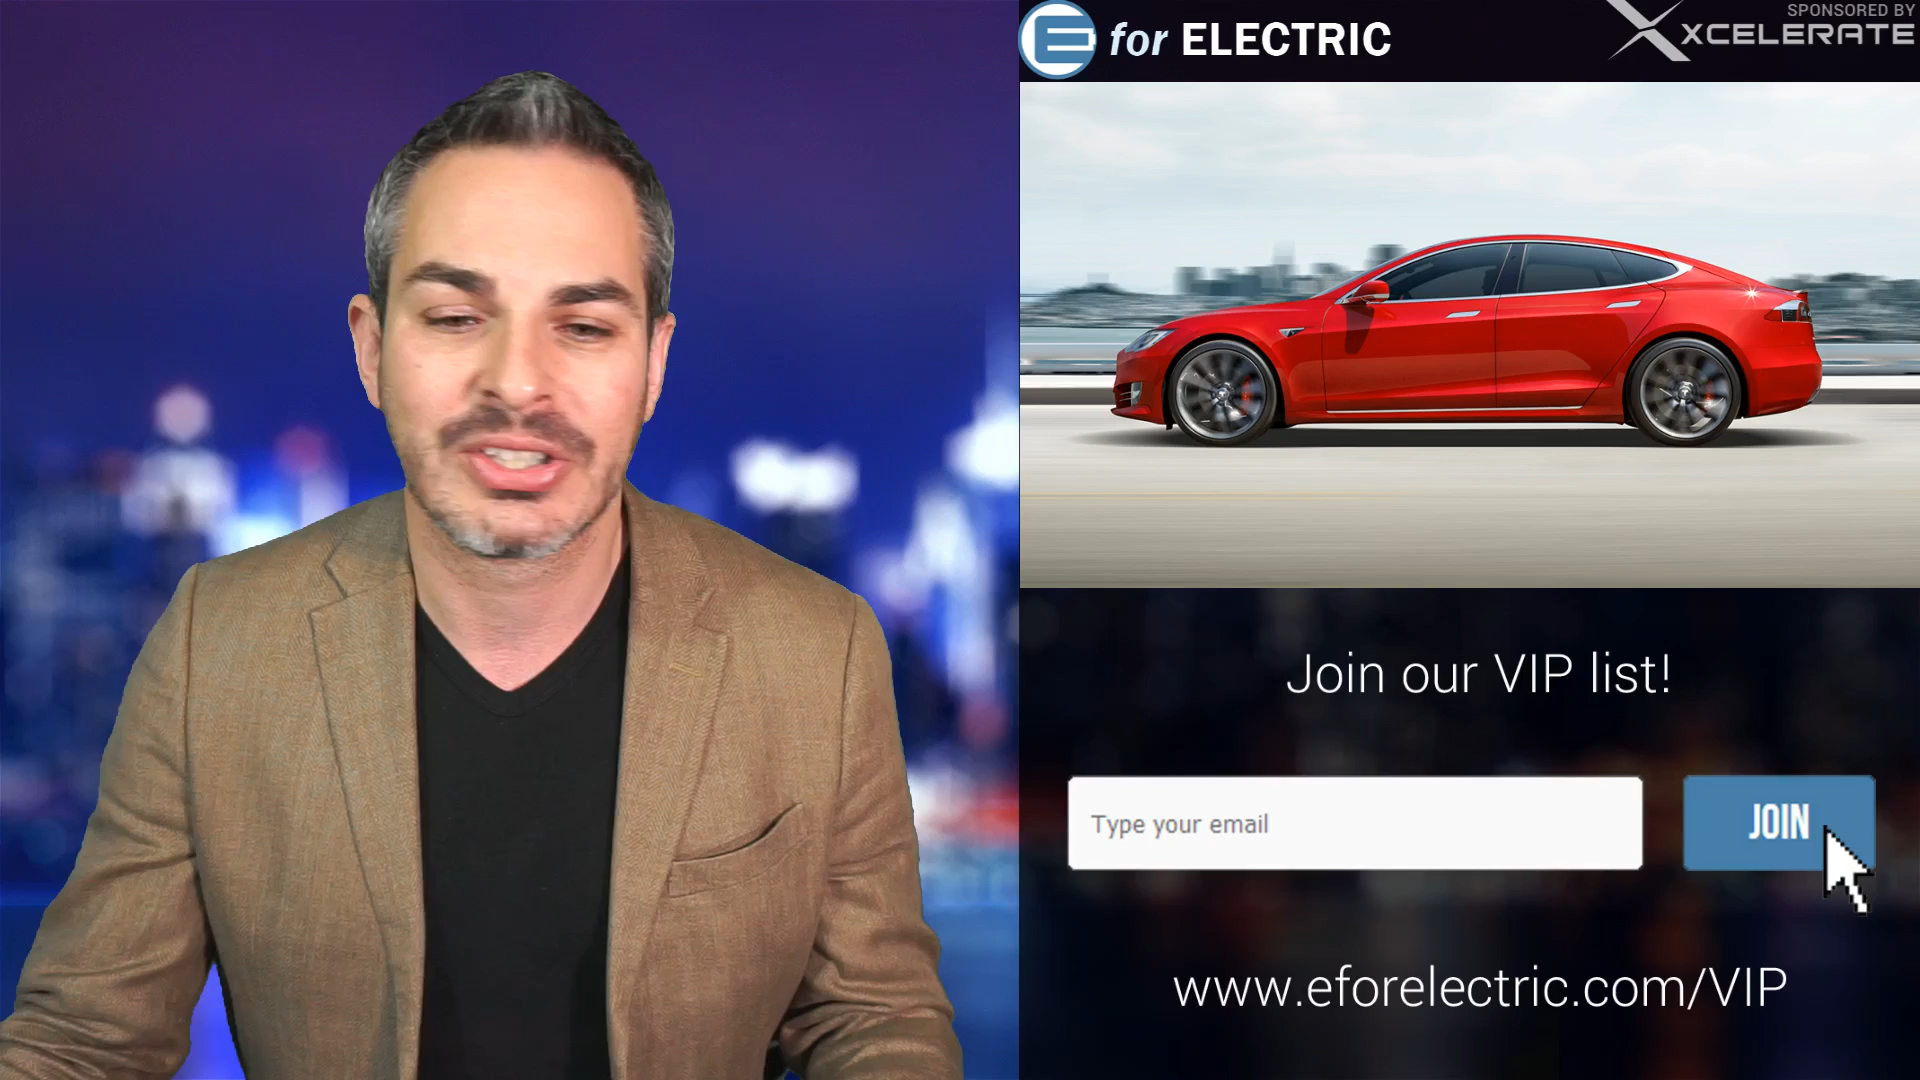 E for ELECTRIC
SPONSORED BY
XCELERATE
Join our VIP list!
Type your email
JOIN
www.eforelectric.com/VIP